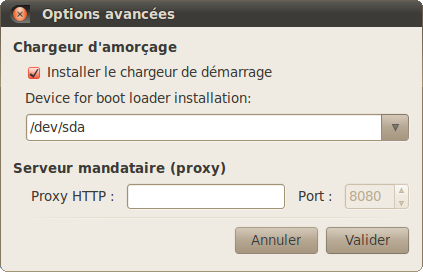 Options avancées
Chargeur d'amorçage
Installer le chargeur de démarrage
Device for boot loader installation:
/dev/sda
Serveur mandataire (proxy)
Proxy HTTP : Port : 8080
Annuler Valider